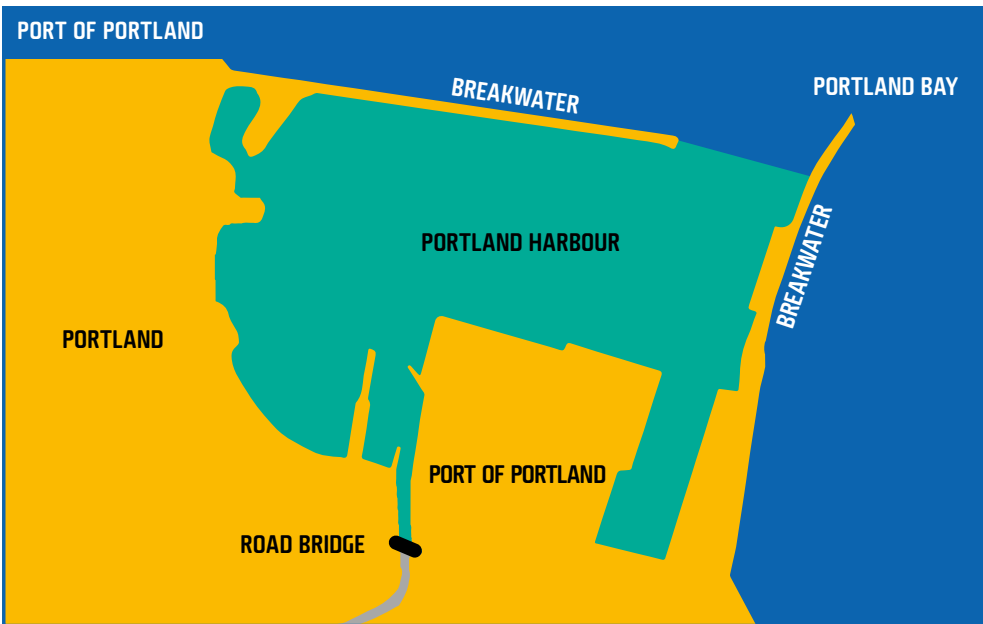 PORT OF PORTLAND
BREAKWATER
PORTLAND BAY
BREAKWATER
PORTLAND HARBOUR
PORTLAND
PORT OF PORTLAND
ROAD BRIDGE